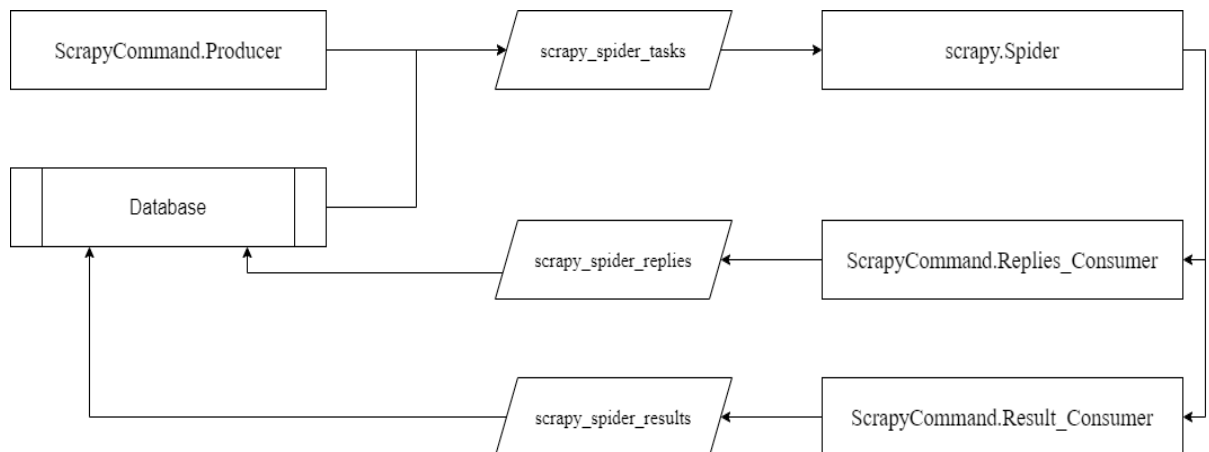 ScrapyCommand.Producer
scrapy_spider_tasks
scrapy.Spider
Database
scrapy_spider_replies
ScrapyCommand.Replies_Consumer
scrapy_spider_results
ScrapyCommand.Result_Consumer